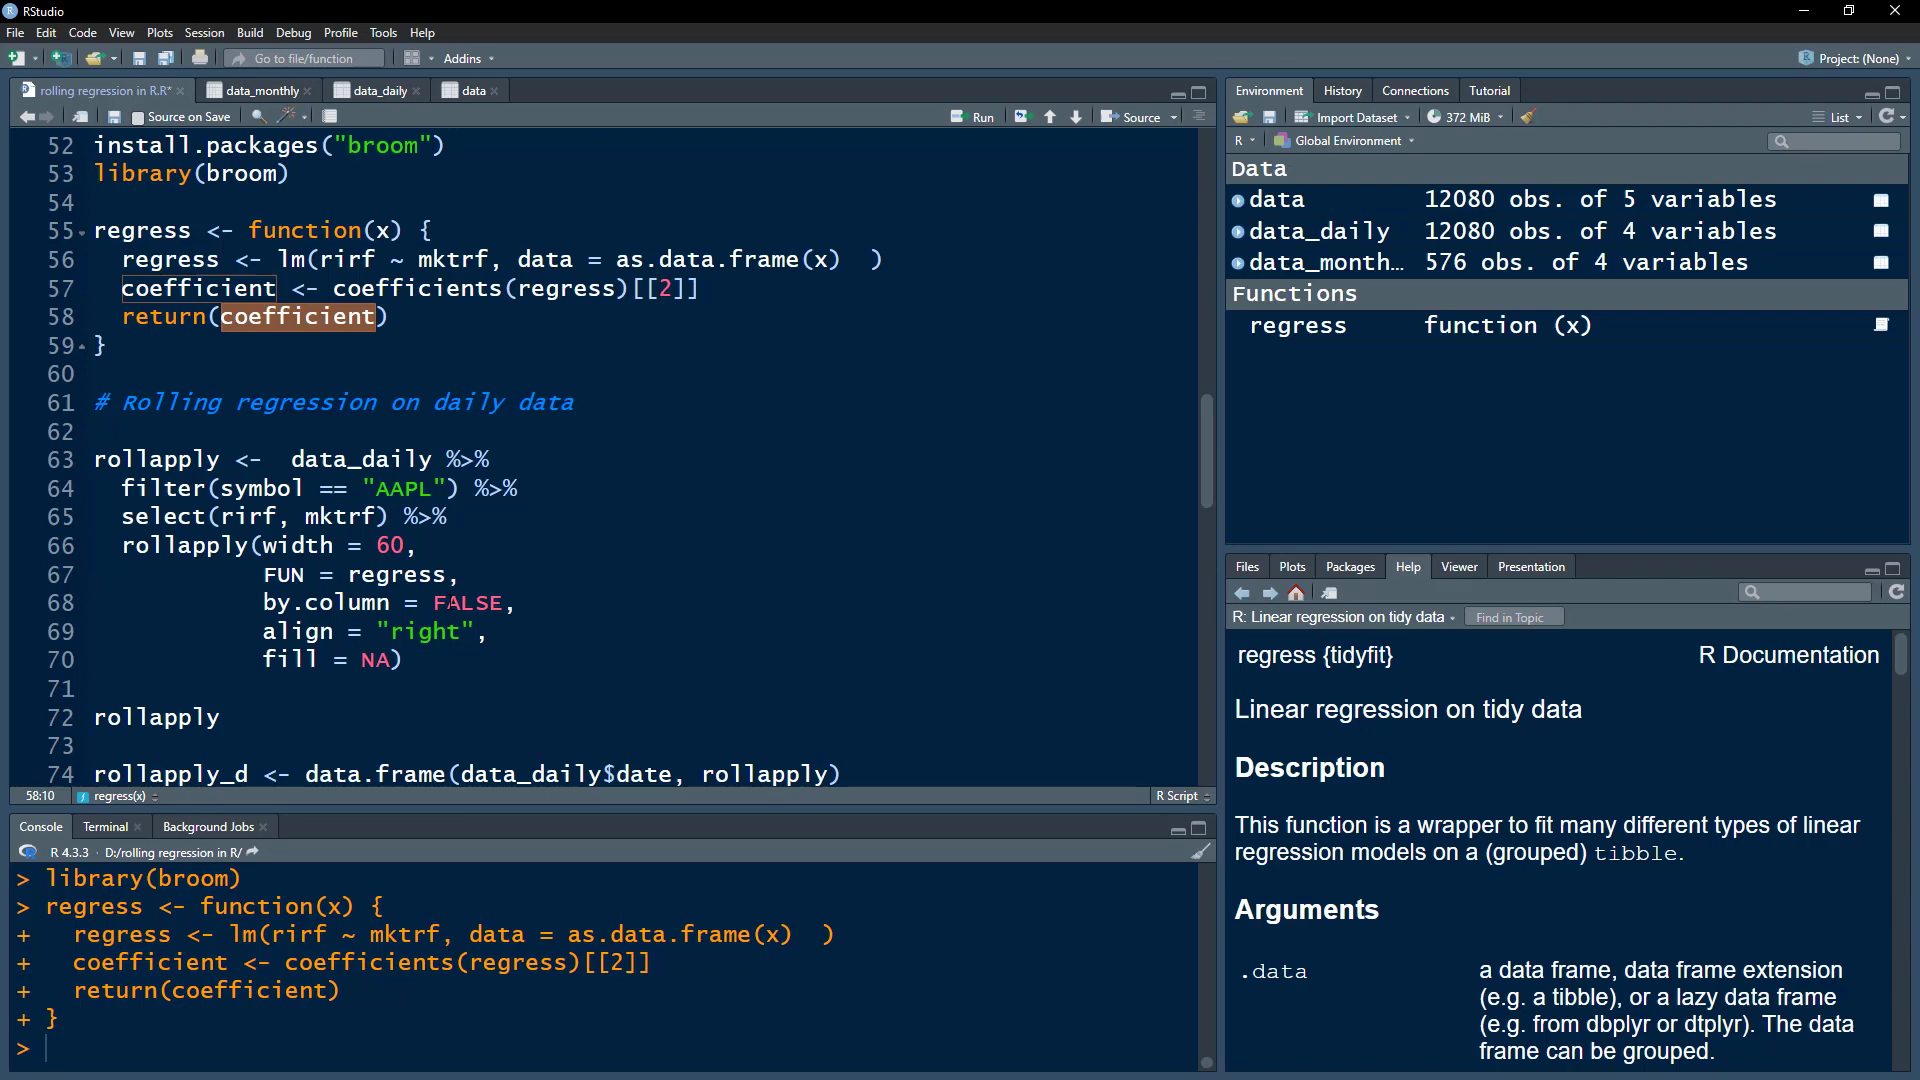 RStudio
File Edit Code View Plots Session Build Debug Profile Tools Help
Go to file/function Addins Project: (None)
rolling regression in R.R* data_monthly data_daily data
Source on Save Run Source
52 install.packages("broom")
53 library(broom)
54
55 regress <- function(x) {
56 regress <- lm(rirf ~ mktrf, data = as.data.frame(x) )
57 coefficient <- coefficients(regress)[[2]]
58 return(coefficient)
59 }
60
61 # Rolling regression on daily data
62
63 rollapply <- data_daily %>%
64 filter(symbol == "AAPL") %>%
65 select(rirf, mktrf) %>%
66 rollapply(width = 60,
67 FUN = regress,
68 by.column = FALSE,
69 align = "right",
70 fill = NA)
71
72 rollapply
73
74 rollapply_d <- data.frame(data_daily$date, rollapply)
58:10 regress(x) R Script
Console Terminal Background Jobs
R 4.3.3 · D:/rolling regression in R/
> library(broom)
> regress <- function(x) {
+ regress <- lm(rirf ~ mktrf, data = as.data.frame(x) )
+ coefficient <- coefficients(regress)[[2]]
+ return(coefficient)
+ }
>
Environment History Connections Tutorial
Import Dataset 372 MiB List
R Global Environment
Data
data 12080 obs. of 5 variables
data_daily 12080 obs. of 4 variables
data_month… 576 obs. of 4 variables
Functions
regress function (x)
Files Plots Packages Help Viewer Presentation
R: Linear regression on tidy data Find in Topic
regress {tidyfit} R Documentation
Linear regression on tidy data
Description
This function is a wrapper to fit many different types of linear
regression models on a (grouped) tibble.
Arguments
.data a data frame, data frame extension
(e.g. a tibble), or a lazy data frame
(e.g. from dbplyr or dtplyr). The data
frame can be grouped.